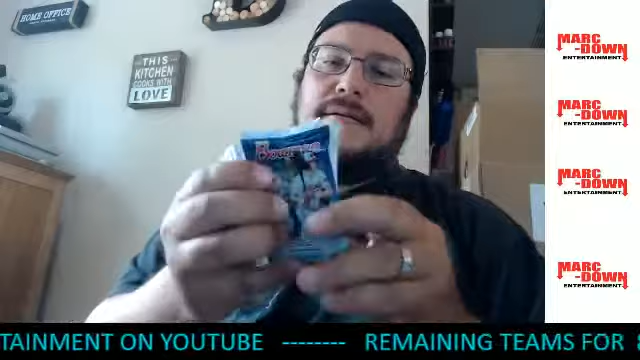 HOME OFFICE
THIS
KITCHEN
COOKS WITH
LOVE
Bowman
MARC
-DOWN
ENTERTAINMENT
MARC
-DOWN
ENTERTAINMENT
MARC
-DOWN
ENTERTAINMENT
MARC
-DOWN
ENTERTAINMENT
TAINMENT ON YOUTUBE -------- REMAINING TEAMS FOR